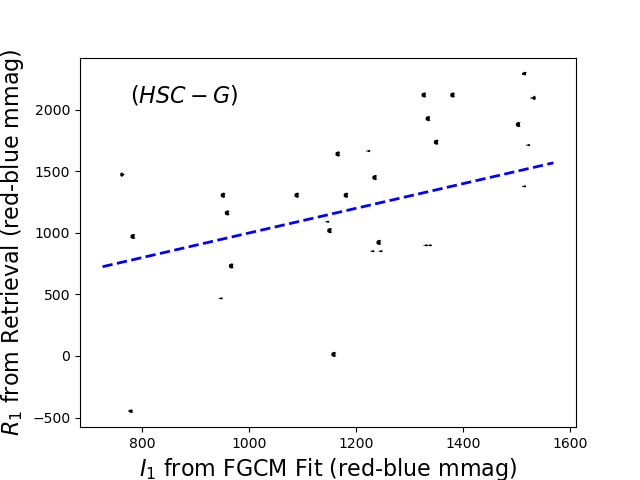 (HSC − G)
R₁ from Retrieval (red-blue mmag)
2000
1500
1000
500
0
−500
800 1000 1200 1400 1600
I₁ from FGCM Fit (red-blue mmag)